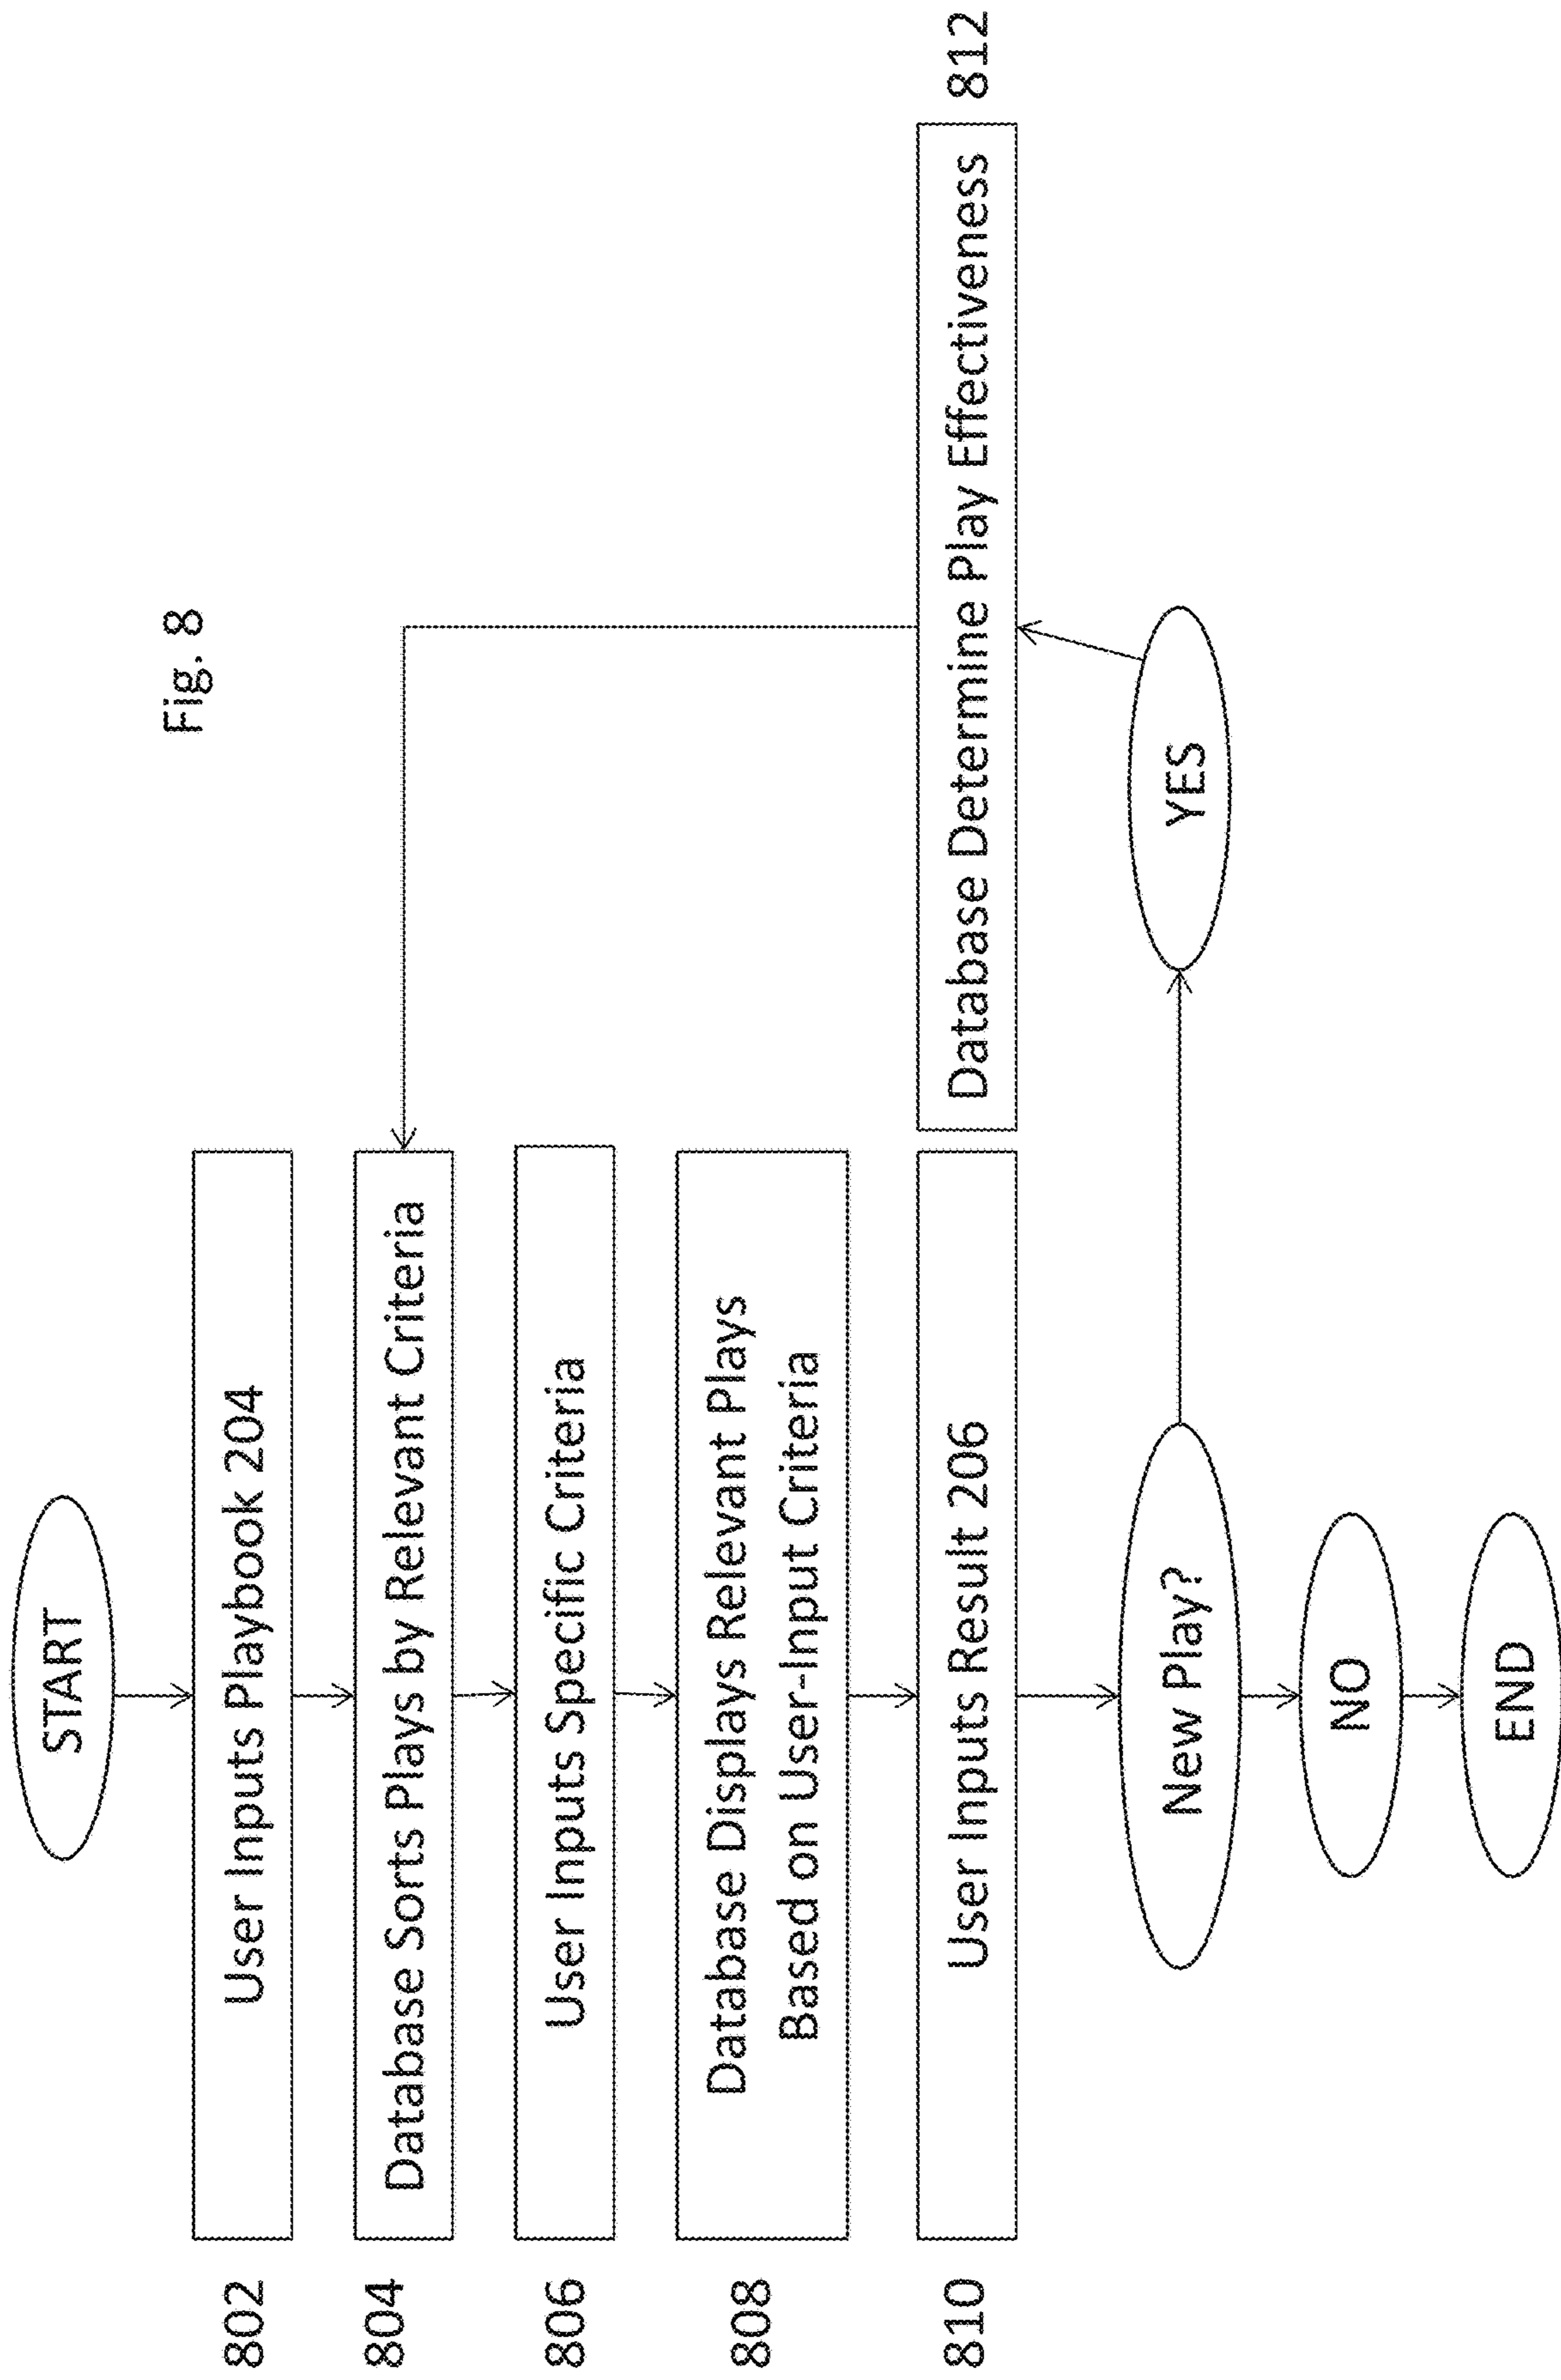 Fig. 8
START
802
User Inputs Playbook 204
804
Database Sorts Plays by Relevant Criteria
806
User Inputs Specific Criteria
808
Database Displays Relevant Plays
Based on User-Input Criteria
810
User Inputs Result 206
Database Determine Play Effectiveness
812
New Play?
YES
NO
END